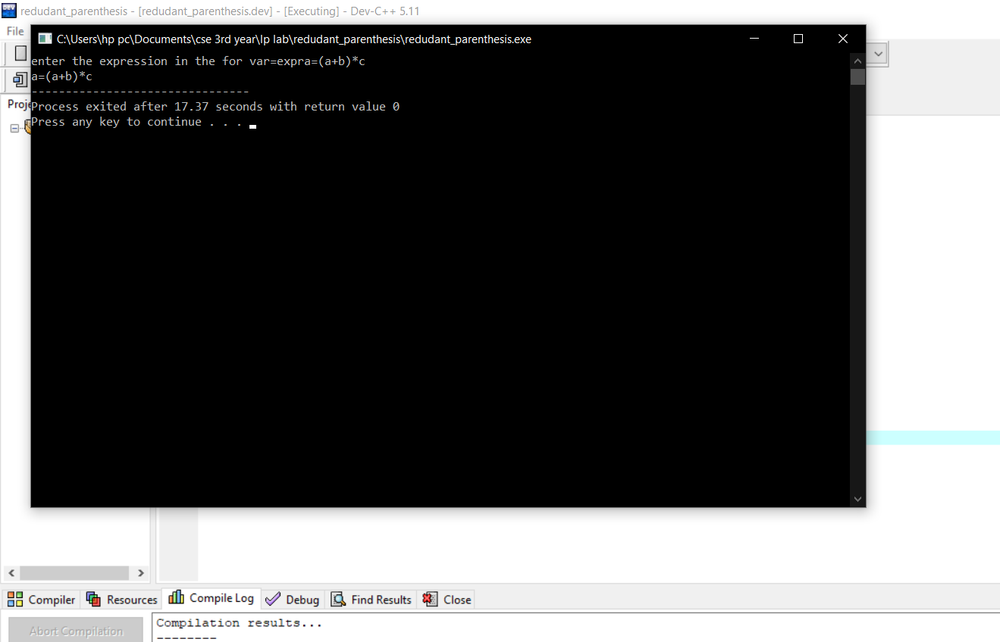 redudant_parenthesis - [redudant_parenthesis.dev] - [Executing] - Dev-C++ 5.11
File
C:\Users\hp pc\Documents\cse 3rd year\lp lab\redudant_parenthesis\redudant_parenthesis.exe
enter the expression in the for var=expra=(a+b)*c
a=(a+b)*c
--------------------------------
Process exited after 17.37 seconds with return value 0
Press any key to continue . . .
Proje
Compiler Resources Compile Log Debug Find Results Close
Abort Compilation
Compilation results...
--------